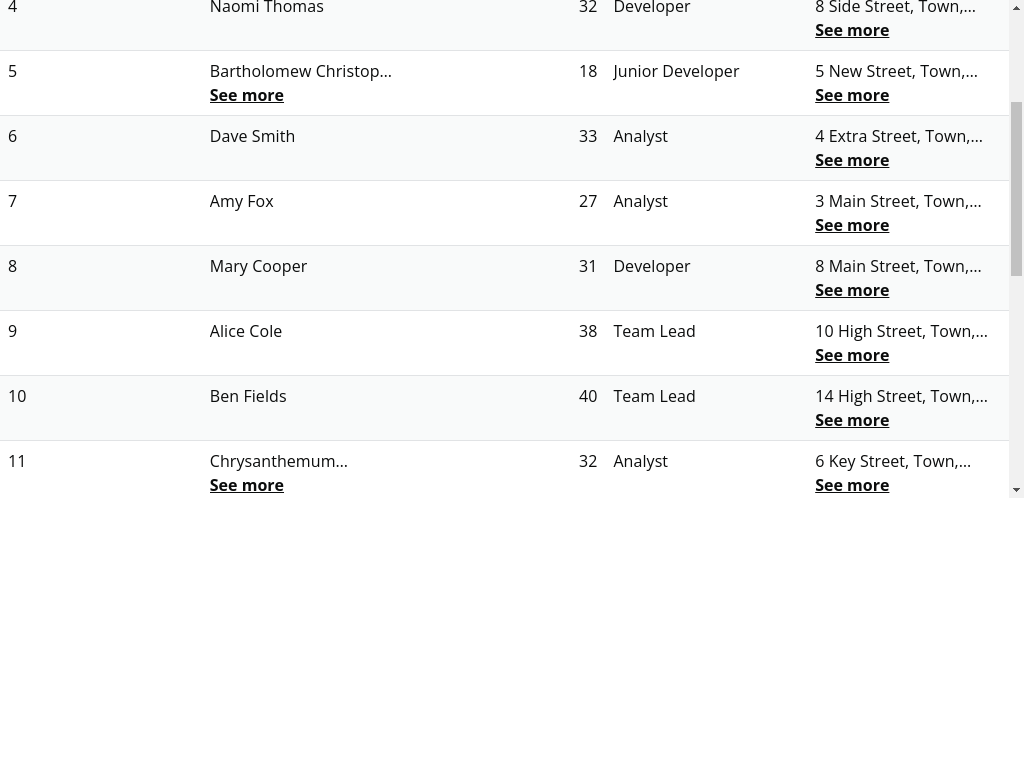 4 Naomi Thomas 32 Developer 8 Side Street, Town,...
See more
5 Bartholomew Christop... 18 Junior Developer 5 New Street, Town,...
See more See more
6 Dave Smith 33 Analyst 4 Extra Street, Town,...
See more
7 Amy Fox 27 Analyst 3 Main Street, Town,...
See more
8 Mary Cooper 31 Developer 8 Main Street, Town,...
See more
9 Alice Cole 38 Team Lead 10 High Street, Town,...
See more
10 Ben Fields 40 Team Lead 14 High Street, Town,...
See more
11 Chrysanthemum... 32 Analyst 6 Key Street, Town,...
See more See more